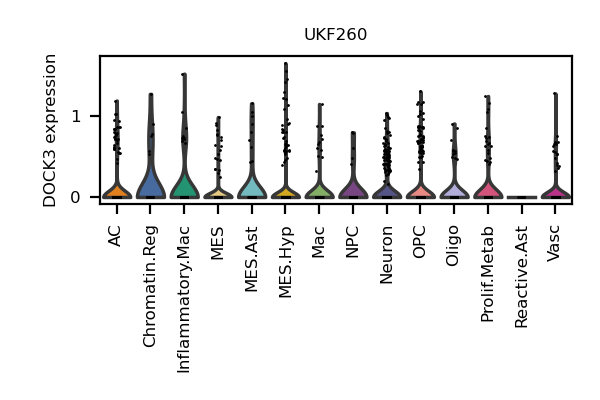 UKF260
DOCK3 expression
1
0
AC
Chromatin.Reg
Inflammatory.Mac
MES
MES.Ast
MES.Hyp
Mac
NPC
Neuron
OPC
Oligo
Prolif.Metab
Reactive.Ast
Vasc